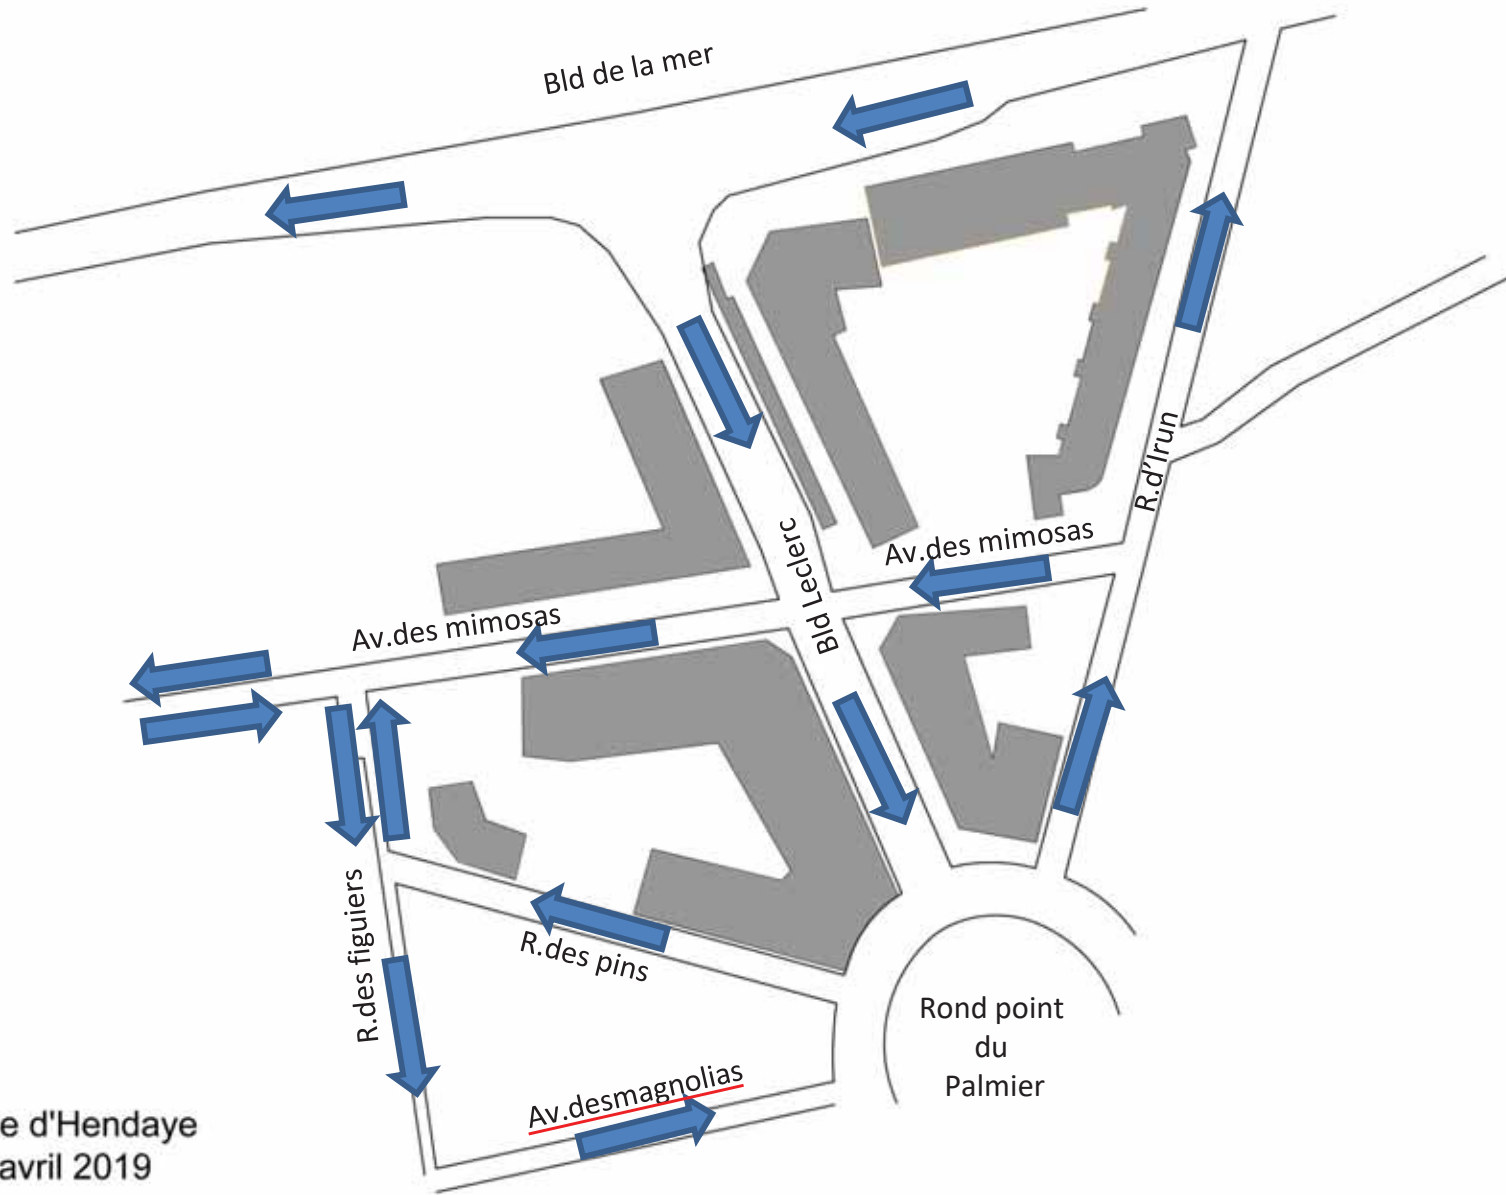 Bld de la mer
Av.des mimosas
R.d'Irun
Bld Leclerc
Av.des mimosas
R.des figuiers
R.des pins
Rond point
du
Palmier
Av.desmagnolias
e d'Hendaye
avril 2019